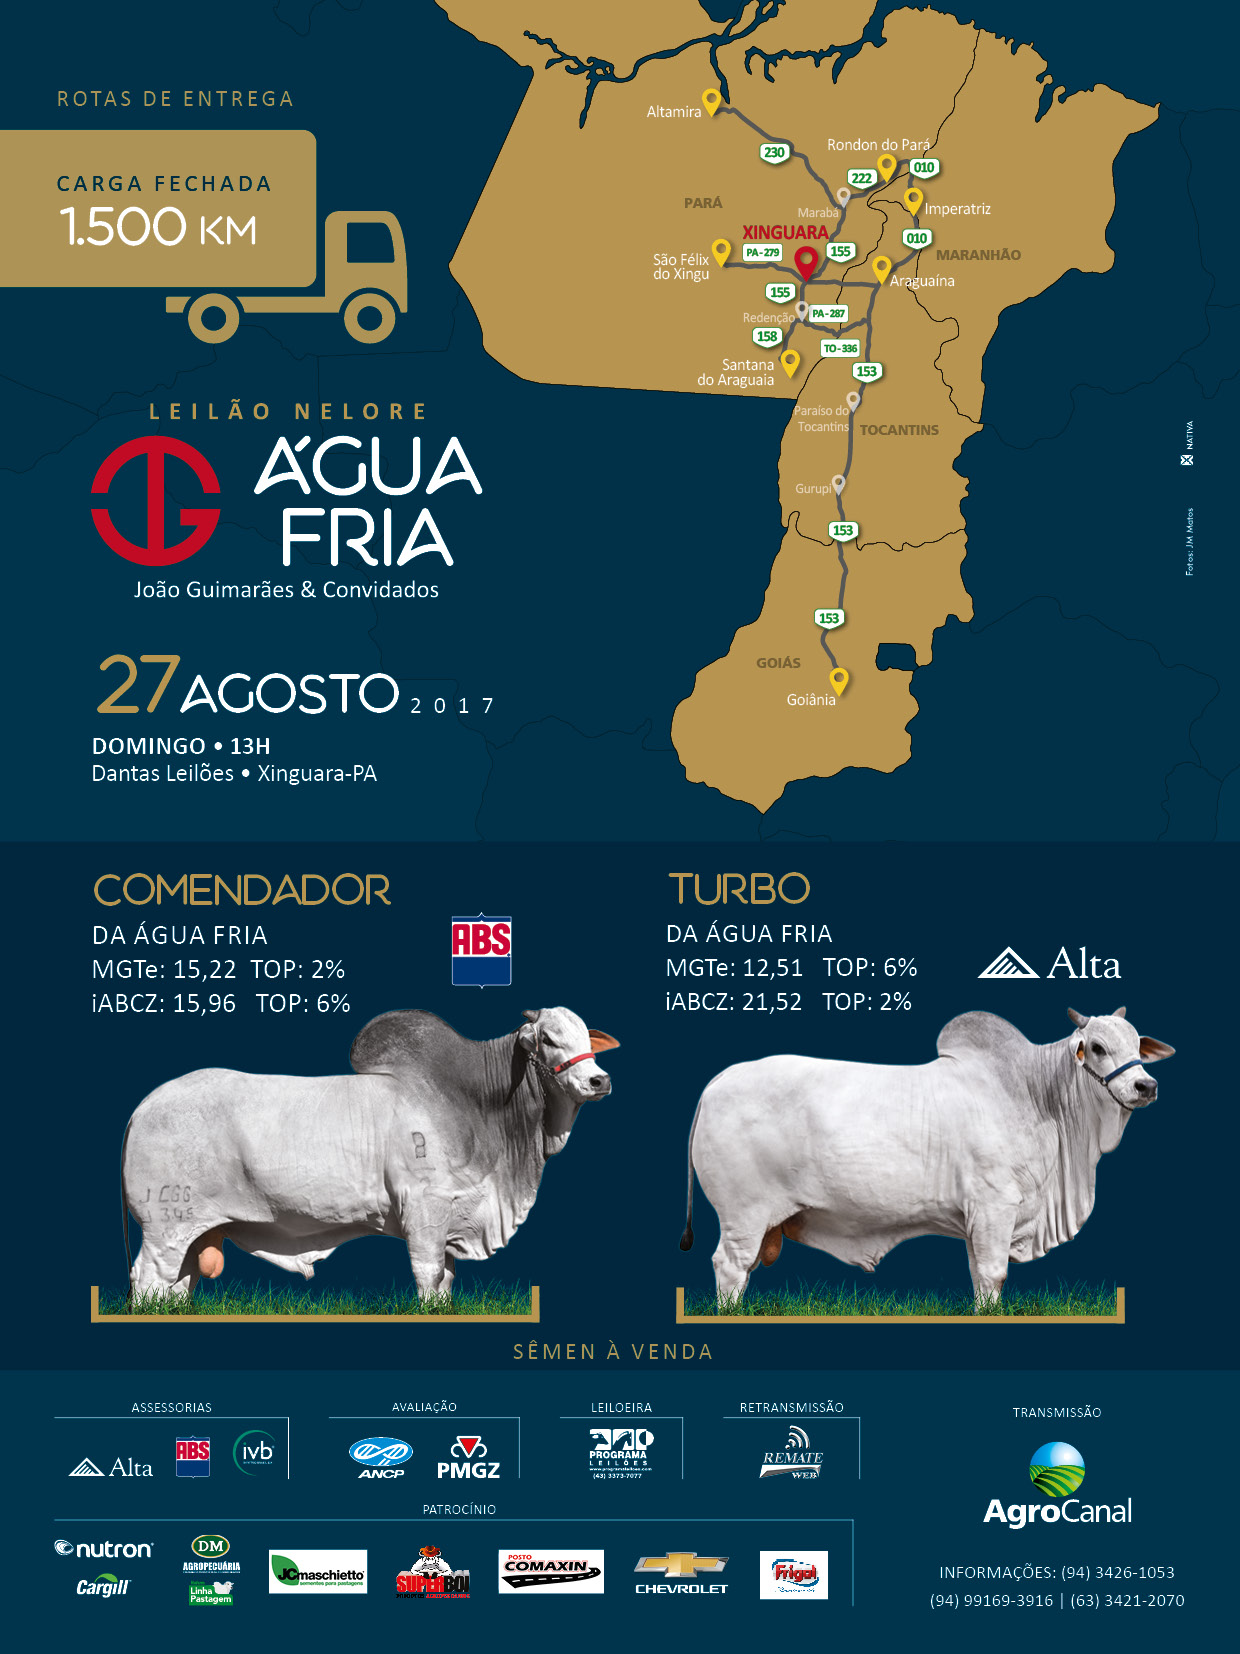 ROTAS DE ENTREGA
CARGA FECHADA
1.500 KM
Altamira
230
Rondon do Pará
010
222
PARÁ
Marabá
Imperatriz
XINGUARA
010
PA-279
155
MARANHÃO
São Félix
do Xingu
Araguaína
155
Redenção
PA-287
158
TO-336
Santana
do Araguaia
153
Paraíso do
Tocantins
TOCANTINS
Gurupi
153
153
GOIÁS
Goiânia
LEILÃO NELORE
ÁGUA
FRIA
João Guimarães & Convidados
27 AGOSTO 2017
DOMINGO • 13H
Dantas Leilões • Xinguara-PA
NATIVA
Fotos: JM Matos
COMENDADOR
DA ÁGUA FRIA
MGTe: 15,22 TOP: 2%
iABCZ: 15,96 TOP: 6%
ABS
TURBO
DA ÁGUA FRIA
MGTe: 12,51 TOP: 6%
iABCZ: 21,52 TOP: 2%
Alta
SÊMEN À VENDA
ASSESSORIAS
Alta
ABS
ivb
AVALIAÇÃO
ANCP
PMGZ
LEILOEIRA
PROGRAMA
LEILÕES
www.programaleiloes.com
(43) 3373-7077
RETRANSMISSÃO
REMATE
WEB
TRANSMISSÃO
AgroCanal
PATROCÍNIO
nutron
Cargill
DM
AGROPECUÁRIA
Linha
Pastagem
JCmaschietto
sementes para pastagens
SUPERBOI
POSTO
COMAXIN
CHEVROLET
Frigol
INFORMAÇÕES: (94) 3426-1053
(94) 99169-3916 | (63) 3421-2070